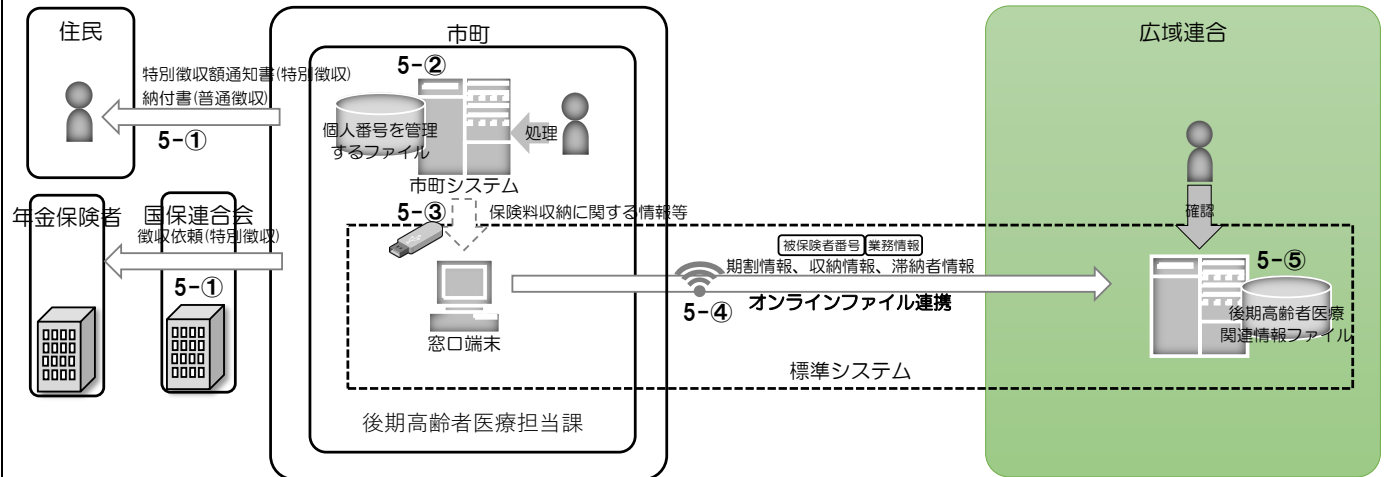 住民
市町
広域連合
特別徴収額通知書(特別徴収)
納付書(普通徴収)
5-①
5-②
個人番号を管理
するファイル
処理
市町システム
年金保険者
国保連合会
徴収依頼(特別徴収)
5-①
5-③
保険料収納に関する情報等
確認
被保険者番号
業務情報
期割情報、収納情報、滞納者情報
5-④
オンラインファイル連携
5-⑤
後期高齢者医療
関連情報ファイル
窓口端末
標準システム
後期高齢者医療担当課